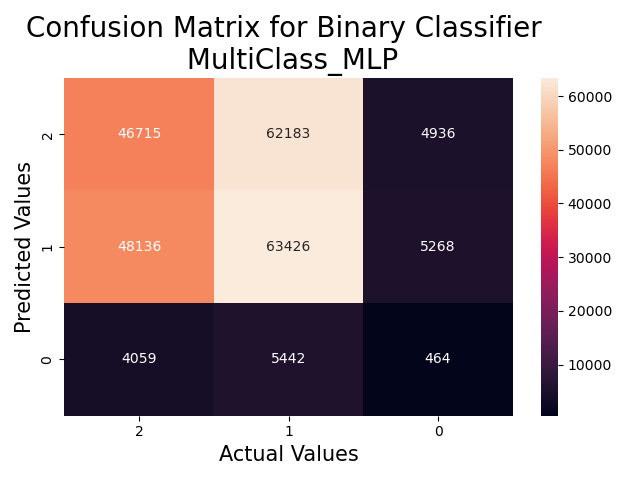 Confusion Matrix for Binary Classifier
MultiClass_MLP
Predicted Values
2
46715 62183 4936
1
48136 63426 5268
0
4059 5442 464
2 1 0
Actual Values
60000
50000
40000
30000
20000
10000